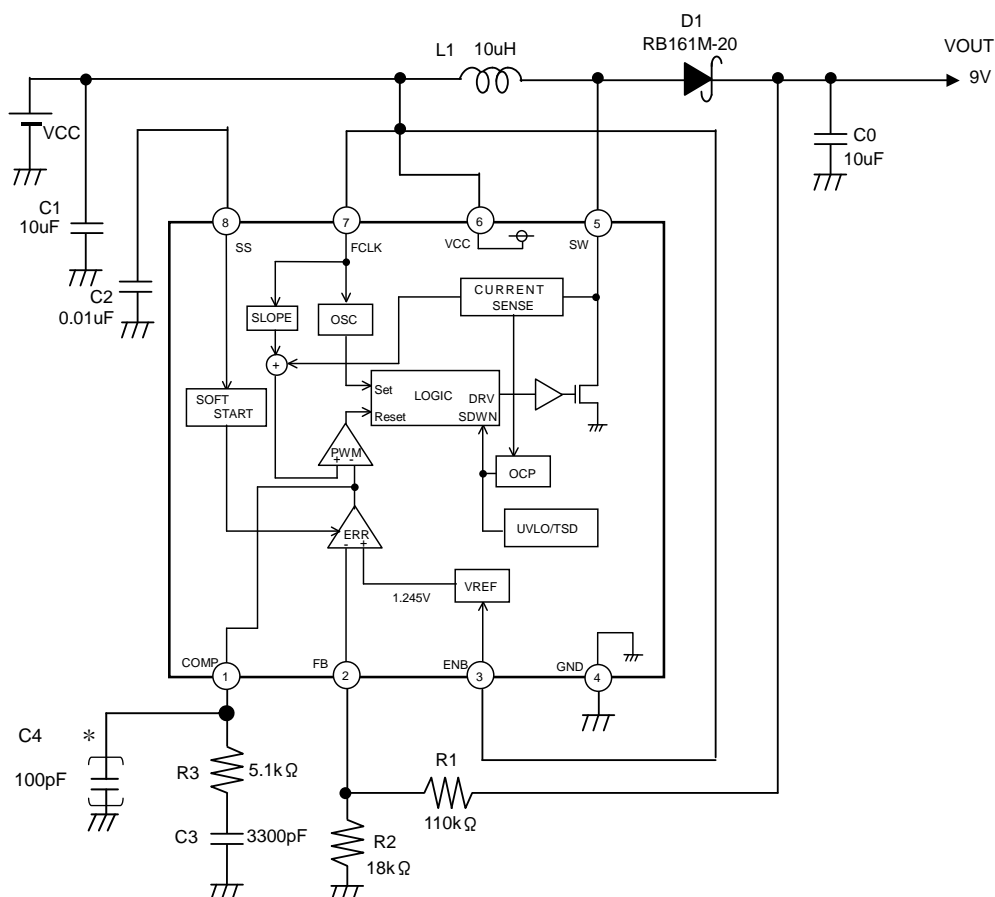 D1
RB161M-20
L1 10uH
VOUT
9V
VCC
C0
10uF
C1
10uF
8
7
6
5
SS
FCLK
VCC
SW
C2
0.01uF
CURRENT
SENSE
SLOPE
OSC
+
Set
LOGIC
DRV
SOFT
START
Reset
SDWN
PWM
+ -
OCP
ERR
- +
UVLO/TSD
1.245V
VREF
COMP
FB
ENB
GND
1
2
3
4
C4 *
100pF
R3
5.1kΩ
R1
110kΩ
C3
3300pF
R2
18kΩ